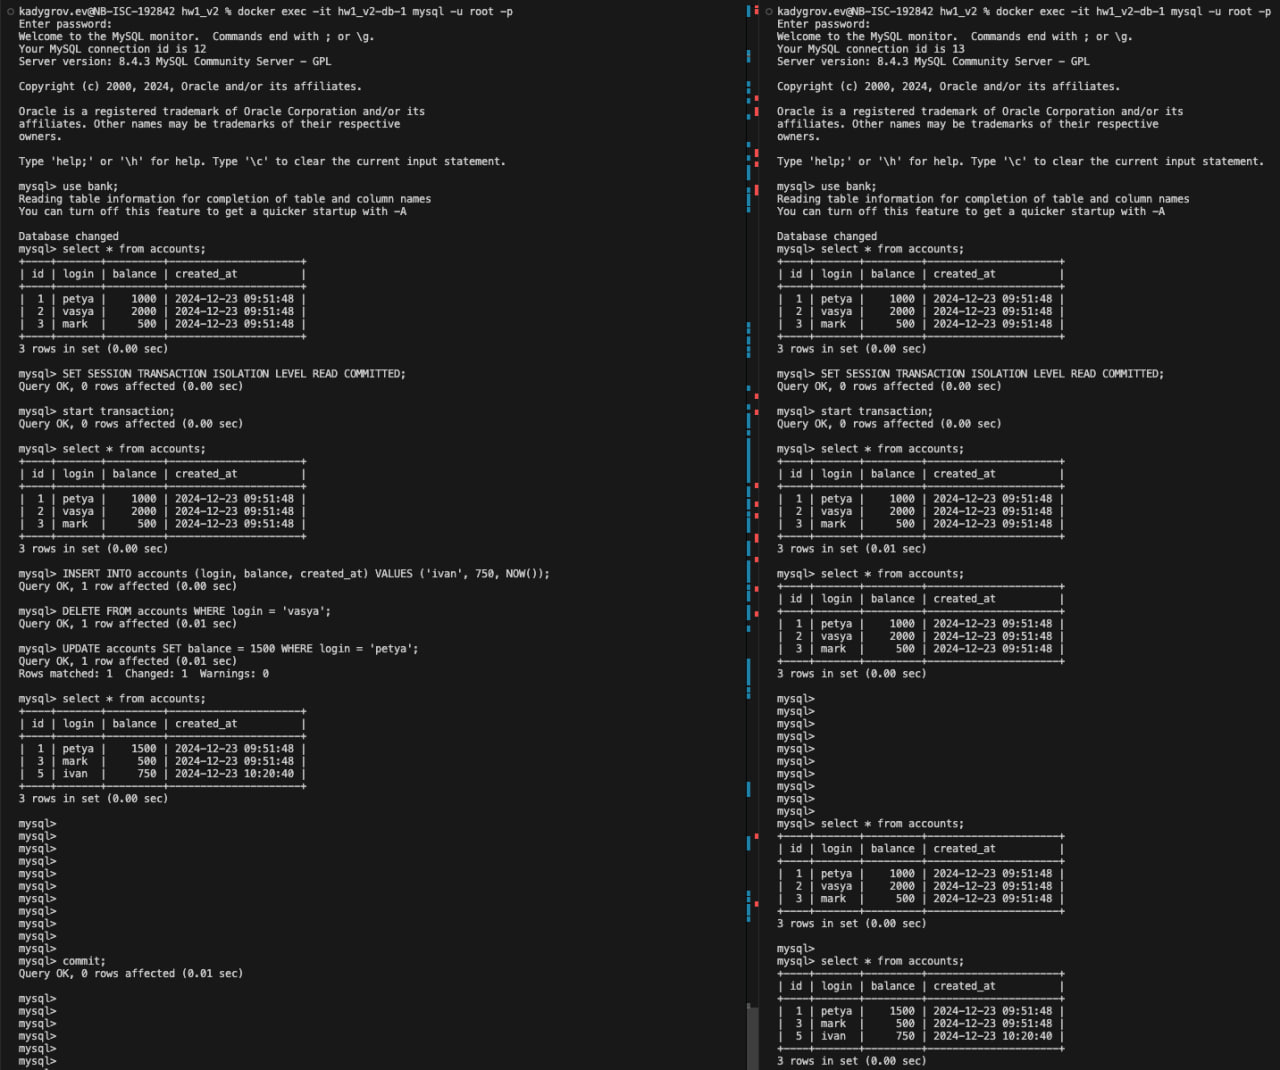 kadygrov.ev@NB-ISC-192842 hw1_v2 % docker exec -it hw1_v2-db-1 mysql -u root -p
Enter password:
Welcome to the MySQL monitor.  Commands end with ; or \g.
Your MySQL connection id is 12
Server version: 8.4.3 MySQL Community Server - GPL

Copyright (c) 2000, 2024, Oracle and/or its affiliates.

Oracle is a registered trademark of Oracle Corporation and/or its
affiliates. Other names may be trademarks of their respective
owners.

Type 'help;' or '\h' for help. Type '\c' to clear the current input statement.

mysql> use bank;
Reading table information for completion of table and column names
You can turn off this feature to get a quicker startup with -A

Database changed
mysql> select * from accounts;
+----+-------+---------+---------------------+
| id | login | balance | created_at          |
+----+-------+---------+---------------------+
|  1 | petya |    1000 | 2024-12-23 09:51:48 |
|  2 | vasya |    2000 | 2024-12-23 09:51:48 |
|  3 | mark  |     500 | 2024-12-23 09:51:48 |
+----+-------+---------+---------------------+
3 rows in set (0.00 sec)

mysql> SET SESSION TRANSACTION ISOLATION LEVEL READ COMMITTED;
Query OK, 0 rows affected (0.00 sec)

mysql> start transaction;
Query OK, 0 rows affected (0.00 sec)

mysql> select * from accounts;
+----+-------+---------+---------------------+
| id | login | balance | created_at          |
+----+-------+---------+---------------------+
|  1 | petya |    1000 | 2024-12-23 09:51:48 |
|  2 | vasya |    2000 | 2024-12-23 09:51:48 |
|  3 | mark  |     500 | 2024-12-23 09:51:48 |
+----+-------+---------+---------------------+
3 rows in set (0.00 sec)

mysql> INSERT INTO accounts (login, balance, created_at) VALUES ('ivan', 750, NOW());
Query OK, 1 row affected (0.00 sec)

mysql> DELETE FROM accounts WHERE login = 'vasya';
Query OK, 1 row affected (0.01 sec)

mysql> UPDATE accounts SET balance = 1500 WHERE login = 'petya';
Query OK, 1 row affected (0.01 sec)
Rows matched: 1  Changed: 1  Warnings: 0

mysql> select * from accounts;
+----+-------+---------+---------------------+
| id | login | balance | created_at          |
+----+-------+---------+---------------------+
|  1 | petya |    1500 | 2024-12-23 09:51:48 |
|  3 | mark  |     500 | 2024-12-23 09:51:48 |
|  5 | ivan  |     750 | 2024-12-23 10:20:40 |
+----+-------+---------+---------------------+
3 rows in set (0.00 sec)

mysql>
mysql>
mysql>
mysql>
mysql>
mysql>
mysql>
mysql>
mysql>
mysql>
mysql>
mysql> commit;
Query OK, 0 rows affected (0.01 sec)

mysql>
mysql>
mysql>
mysql>
mysql>
mysql>

kadygrov.ev@NB-ISC-192842 hw1_v2 % docker exec -it hw1_v2-db-1 mysql -u root -p
Enter password:
Welcome to the MySQL monitor.  Commands end with ; or \g.
Your MySQL connection id is 13
Server version: 8.4.3 MySQL Community Server - GPL

Copyright (c) 2000, 2024, Oracle and/or its affiliates.

Oracle is a registered trademark of Oracle Corporation and/or its
affiliates. Other names may be trademarks of their respective
owners.

Type 'help;' or '\h' for help. Type '\c' to clear the current input statement.

mysql> use bank;
Reading table information for completion of table and column names
You can turn off this feature to get a quicker startup with -A

Database changed
mysql> select * from accounts;
+----+-------+---------+---------------------+
| id | login | balance | created_at          |
+----+-------+---------+---------------------+
|  1 | petya |    1000 | 2024-12-23 09:51:48 |
|  2 | vasya |    2000 | 2024-12-23 09:51:48 |
|  3 | mark  |     500 | 2024-12-23 09:51:48 |
+----+-------+---------+---------------------+
3 rows in set (0.00 sec)

mysql> SET SESSION TRANSACTION ISOLATION LEVEL READ COMMITTED;
Query OK, 0 rows affected (0.00 sec)

mysql> start transaction;
Query OK, 0 rows affected (0.00 sec)

mysql> select * from accounts;
+----+-------+---------+---------------------+
| id | login | balance | created_at          |
+----+-------+---------+---------------------+
|  1 | petya |    1000 | 2024-12-23 09:51:48 |
|  2 | vasya |    2000 | 2024-12-23 09:51:48 |
|  3 | mark  |     500 | 2024-12-23 09:51:48 |
+----+-------+---------+---------------------+
3 rows in set (0.01 sec)

mysql> select * from accounts;
+----+-------+---------+---------------------+
| id | login | balance | created_at          |
+----+-------+---------+---------------------+
|  1 | petya |    1000 | 2024-12-23 09:51:48 |
|  2 | vasya |    2000 | 2024-12-23 09:51:48 |
|  3 | mark  |     500 | 2024-12-23 09:51:48 |
+----+-------+---------+---------------------+
3 rows in set (0.00 sec)

mysql>
mysql>
mysql>
mysql>
mysql>
mysql>
mysql>
mysql>
mysql>
mysql>
mysql> select * from accounts;
+----+-------+---------+---------------------+
| id | login | balance | created_at          |
+----+-------+---------+---------------------+
|  1 | petya |    1000 | 2024-12-23 09:51:48 |
|  2 | vasya |    2000 | 2024-12-23 09:51:48 |
|  3 | mark  |     500 | 2024-12-23 09:51:48 |
+----+-------+---------+---------------------+
3 rows in set (0.00 sec)

mysql>
mysql> select * from accounts;
+----+-------+---------+---------------------+
| id | login | balance | created_at          |
+----+-------+---------+---------------------+
|  1 | petya |    1500 | 2024-12-23 09:51:48 |
|  3 | mark  |     500 | 2024-12-23 09:51:48 |
|  5 | ivan  |     750 | 2024-12-23 10:20:40 |
+----+-------+---------+---------------------+
3 rows in set (0.00 sec)